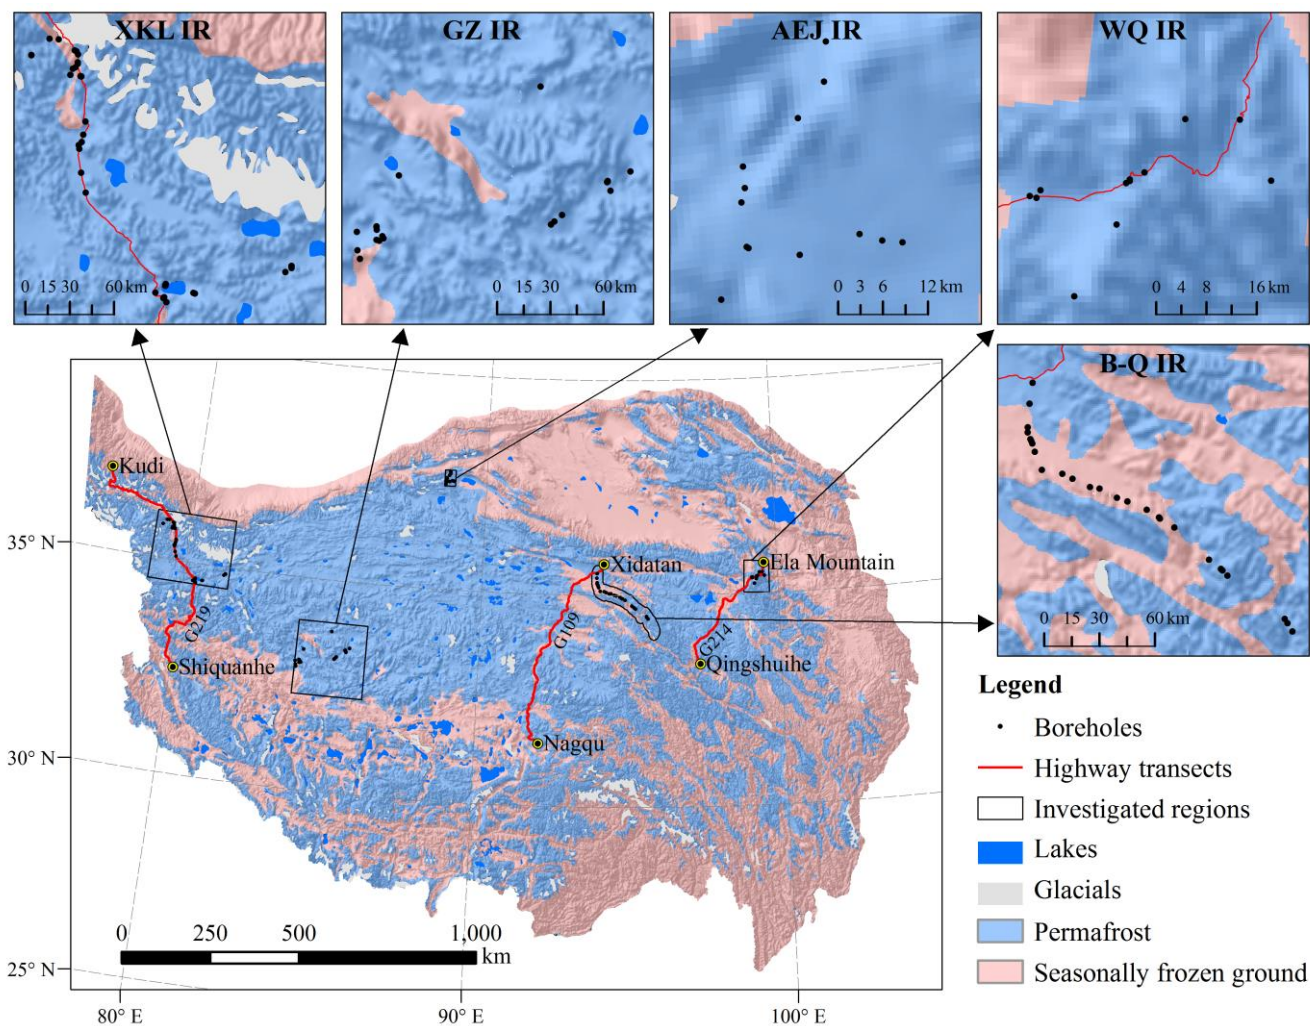 XKL IR
0 15 30 60 km
GZ IR
0 15 30 60 km
AEJ IR
0 3 6 12 km
WQ IR
0 4 8 16 km
B-Q IR
0 15 30 60 km
Kudi
Shiquanhe
G219
Xidatan
G109
Nagqu
Ela Mountain
G214
Qingshuihe
35° N
30° N
25° N
80° E
90° E
100° E
0 250 500 1,000
km
Legend
Boreholes
Highway transects
Investigated regions
Lakes
Glacials
Permafrost
Seasonally frozen ground